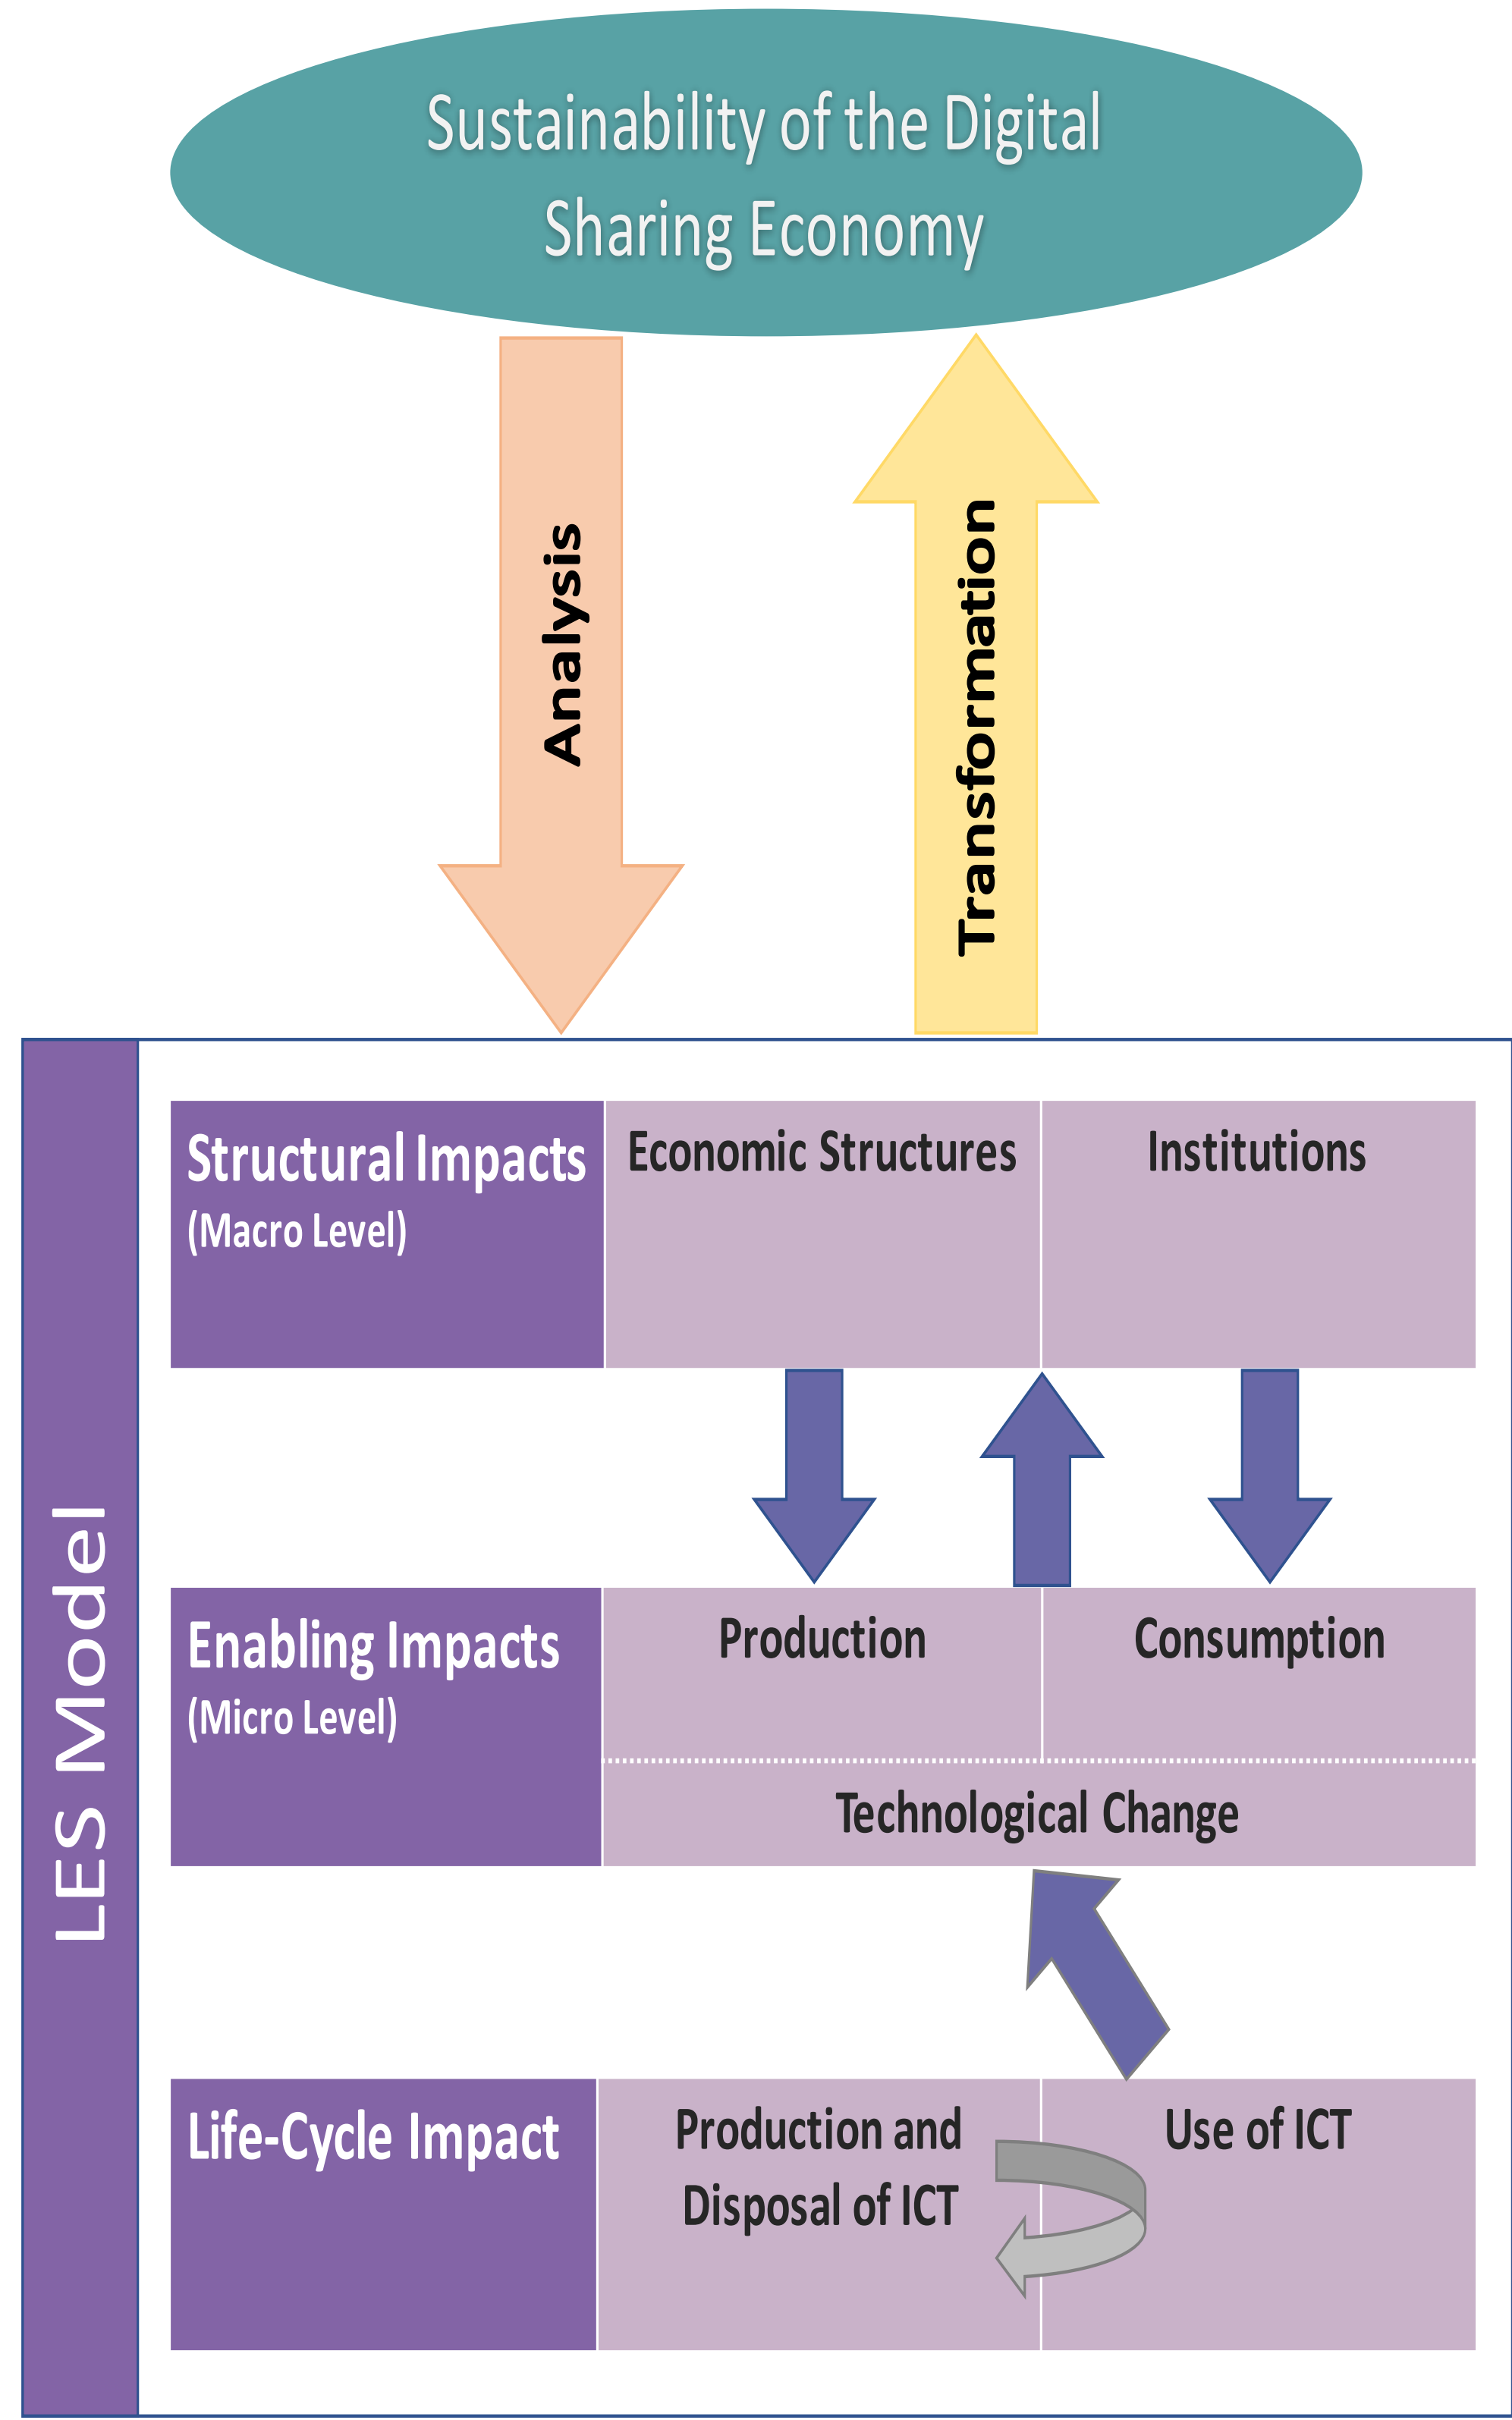 Sustainability of the Digital
Sharing Economy
Analysis
Transformation
LES Model
Structural Impacts
(Macro Level)
Economic Structures
Institutions
Enabling Impacts
(Micro Level)
Production
Consumption
Technological Change
Life-Cycle Impact
Production and
Disposal of ICT
Use of ICT